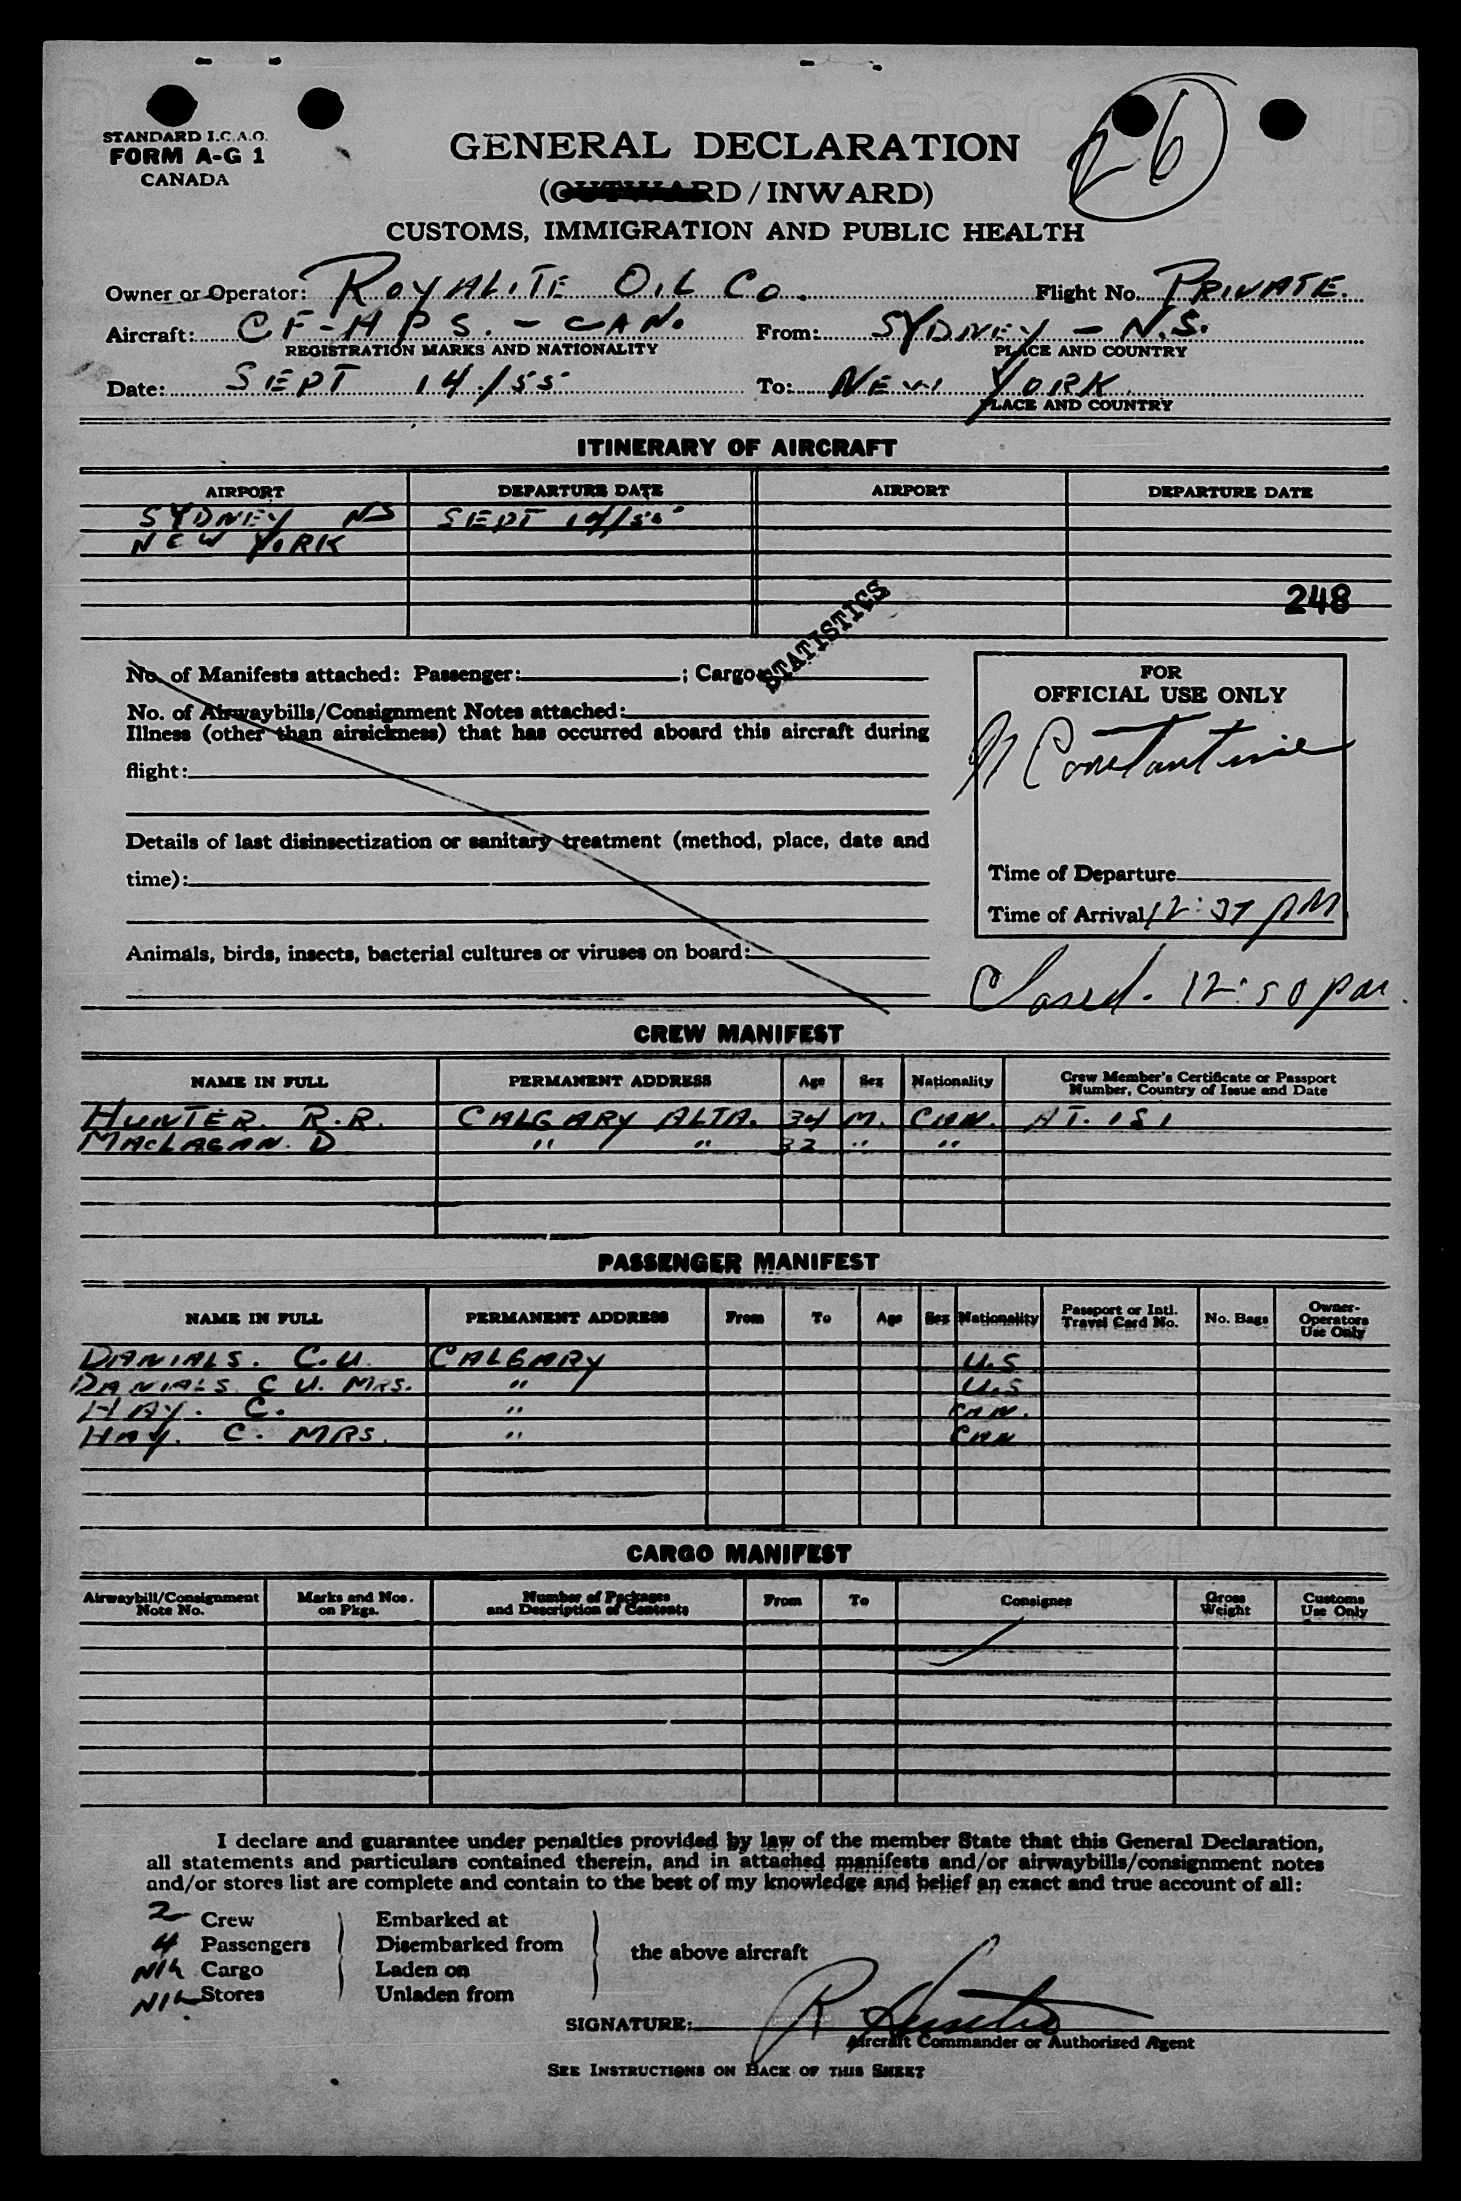 STANDARD I.C.A.O.
FORM A-G 1
CANADA
26
GENERAL DECLARATION
(OUTWARD/INWARD)
CUSTOMS, IMMIGRATION AND PUBLIC HEALTH
Owner or Operator: ROYALITE OIL CO. Flight No. PRIVATE.
Aircraft: CF-HPS. - CAN. From: SYDNEY - N.S.
REGISTRATION MARKS AND NATIONALITY PLACE AND COUNTRY
Date: SEPT 14/55 To: NEW YORK
PLACE AND COUNTRY
ITINERARY OF AIRCRAFT
AIRPORT DEPARTURE DATE AIRPORT DEPARTURE DATE
SYDNEY NS SEPT 14/55
NEW YORK
248
STATISTICS
No. of Manifests attached: Passenger: ; Cargo
No. of Airwaybills/Consignment Notes attached:
Illness (other than airsickness) that has occurred aboard this aircraft during
flight:
Details of last disinsectization or sanitary treatment (method, place, date and
time):
Animals, birds, insects, bacterial cultures or viruses on board:
FOR
OFFICIAL USE ONLY
Constantine
Time of Departure
Time of Arrival 12:37 PM
Closed. 12:50 pm.
CREW MANIFEST
NAME IN FULL PERMANENT ADDRESS Age Sex Nationality Crew Member's Certificate or Passport
Number, Country of Issue and Date
HUNTER. R.R. CALGARY ALTA. 34 M. CAN. AT. 151
MACLAGAN. D " " 32 " "
PASSENGER MANIFEST
NAME IN FULL PERMANENT ADDRESS From To Age Sex Nationality Passport or Intl.
Travel Card No. No. Bags Owner-
Operators
Use Only
DANIALS. C.U. CALGARY U.S.
DANIALS C U. MRS. " U.S
HAY. C. " CAN.
HAY. C. MRS. " CAN
CARGO MANIFEST
Airwaybill/Consignment
Note No. Marks and Nos.
on Pkgs. Number of Packages
and Description of Contents From To Consignee Gross
Weight Customs
Use Only
I declare and guarantee under penalties provided by law of the member State that this General Declaration,
all statements and particulars contained therein, and in attached manifests and/or airwaybills/consignment notes
and/or stores list are complete and contain to the best of my knowledge and belief an exact and true account of all:
2 Crew Embarked at
4 Passengers Disembarked from
the above aircraft
NIL Cargo Laden on
NIL Stores Unladen from
SIGNATURE: R Hunter
Aircraft Commander or Authorized Agent
SEE INSTRUCTIONS ON BACK OF THIS SHEET